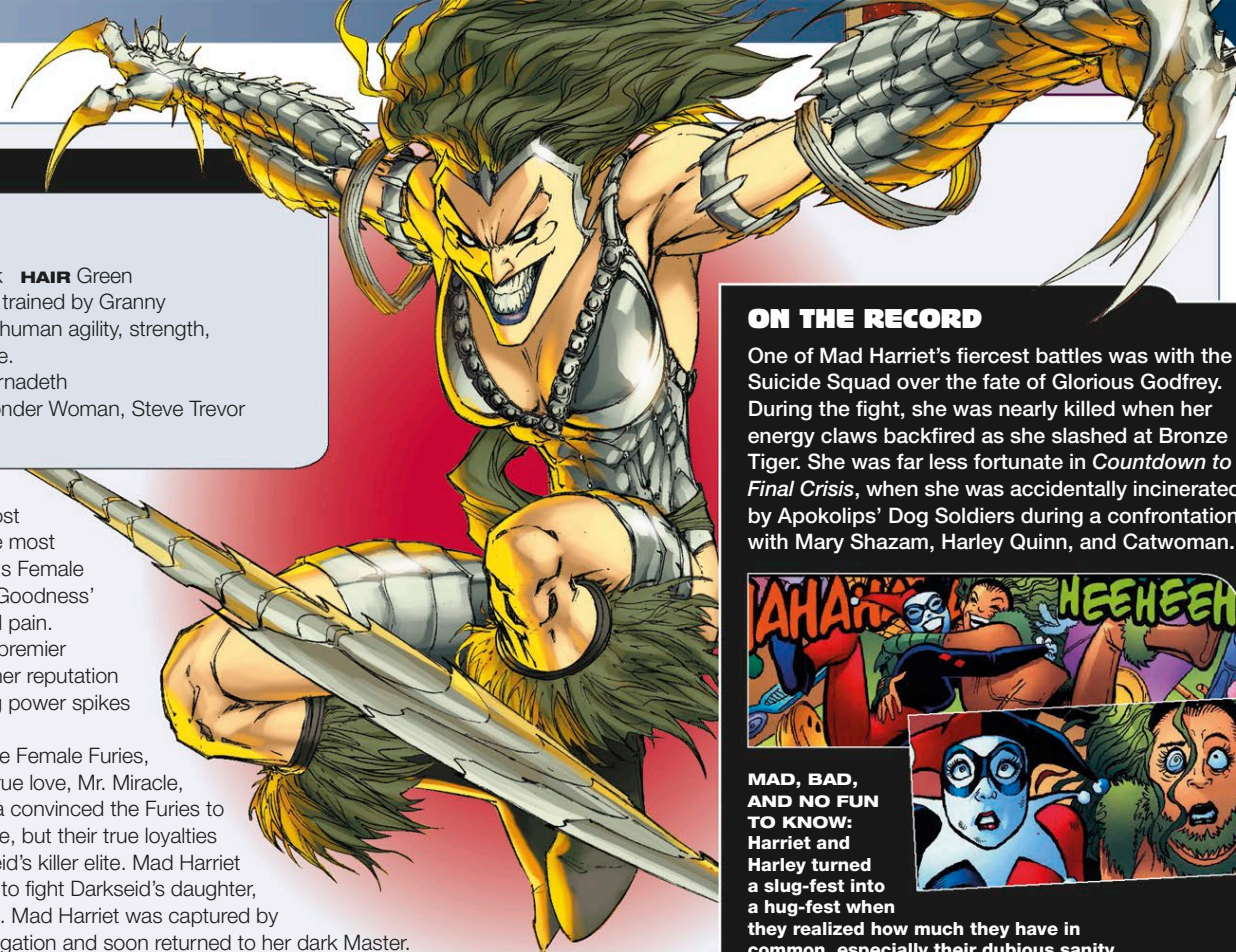 HAIR Green
trained by Granny
human agility, strength,
Wonder Woman, Steve Trevor
most
Female
Goodness'
pain.
premier
her reputation
power spikes
Female Furies,
true love, Mr. Miracle,
convinced the Furies to
but their true loyalties
killer elite. Mad Harriet
to fight Darkseid's daughter,
Mad Harriet was captured by
and soon returned to her dark Master.
ON THE RECORD
One of Mad Harriet's fiercest battles was with the
Suicide Squad over the fate of Glorious Godfrey.
During the fight, she was nearly killed when her
energy claws backfired as she slashed at Bronze
Tiger. She was far less fortunate in Countdown to
Final Crisis, when she was accidentally incinerated
by Apokolips' Dog Soldiers during a confrontation
with Mary Shazam, Harley Quinn, and Catwoman.
HEEHEEH
MAD, BAD,
AND NO FUN
TO KNOW:
Harriet and
Harley turned
a slug-fest into
a hug-fest when
they realized how much they have in
common, especially their dubious sanity